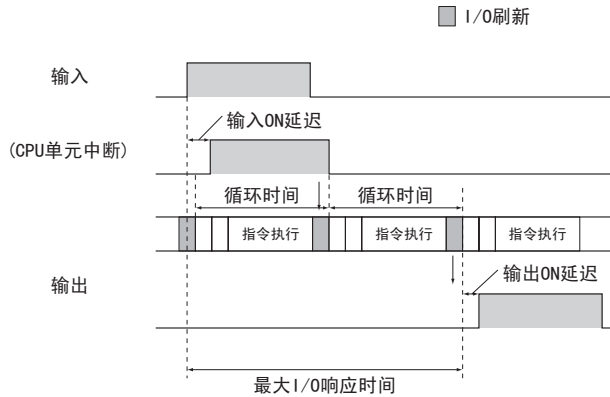 I/O刷新
输入
输入ON延迟
(CPU单元中断)
循环时间 循环时间
指令执行 指令执行 指令执行
输出
输出ON延迟
最大I/O响应时间